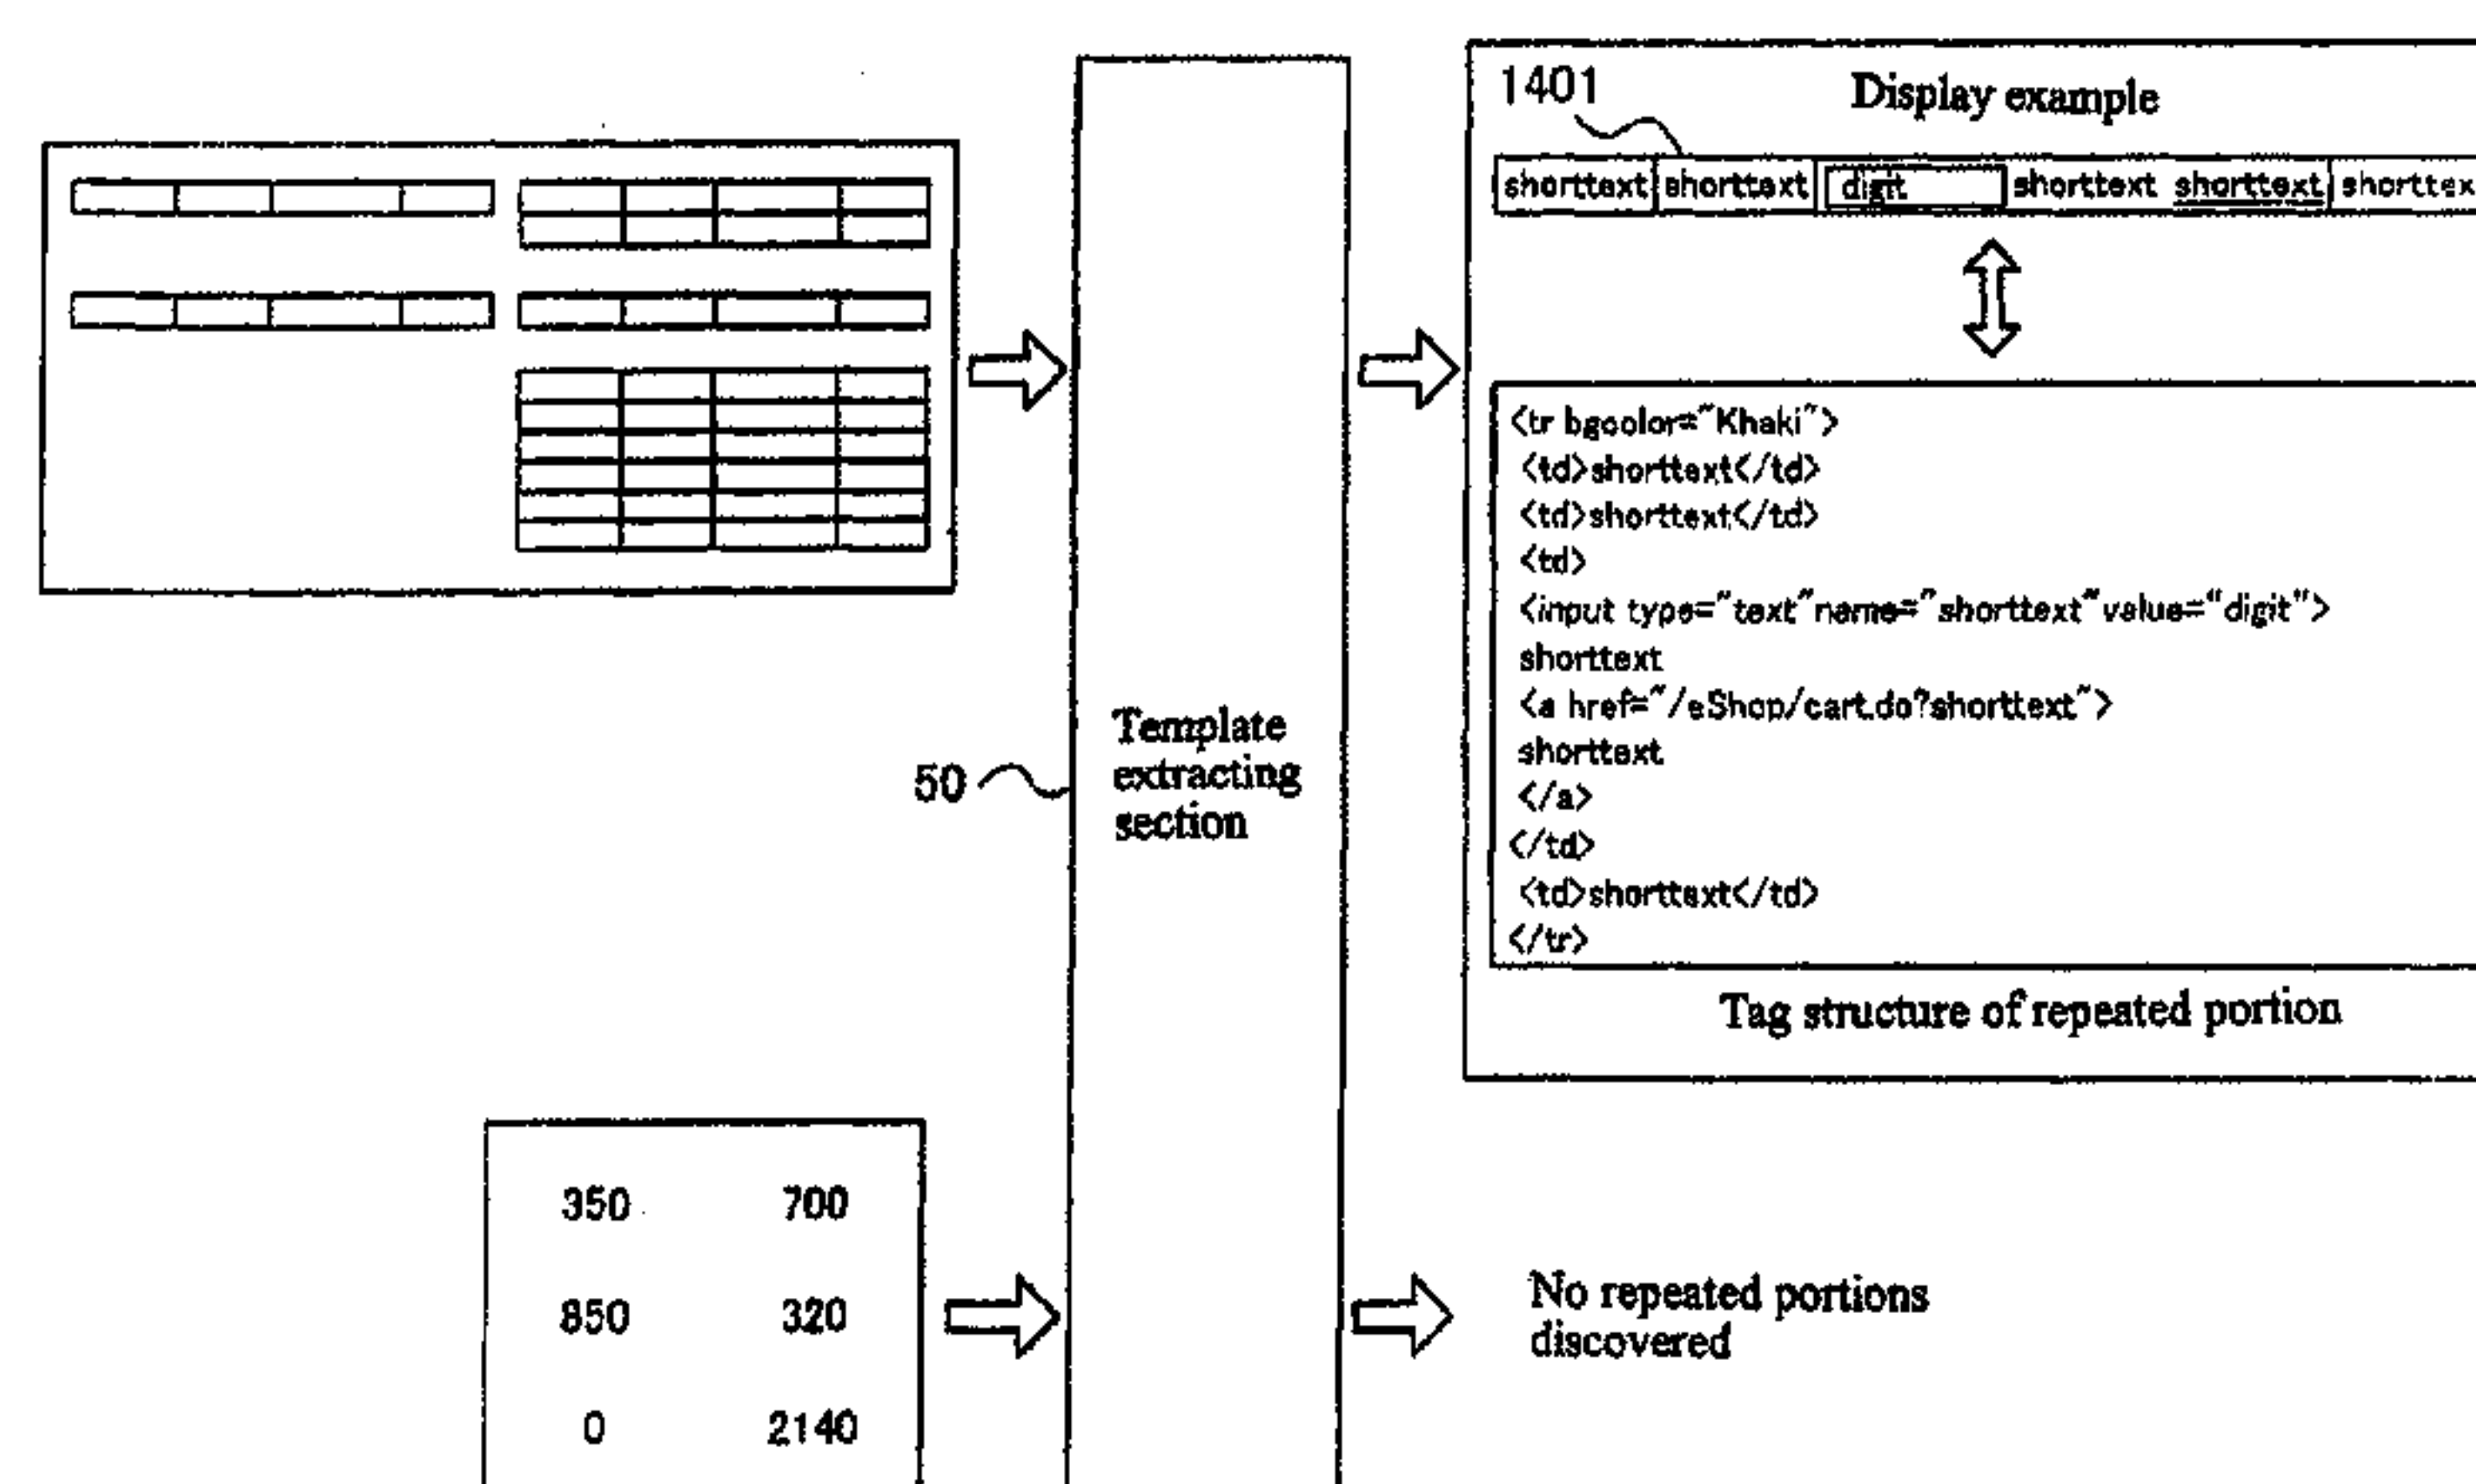 1401
Display example
shorttext shorttext digit shorttext shorttext
<tr bgcolor="Khaki">
<td>shorttext</td>
<td>shorttext</td>
<td>
<input type="text"name="shorttext"value="digit">
shorttext
<a href="/eShop/cart.do?shorttext">
shorttext
</a>
</td>
<td>shorttext</td>
</tr>
Tag structure of repeated portion
50
Template
extracting
section
350 700
850 320
0 2140
No repeated portions
discovered